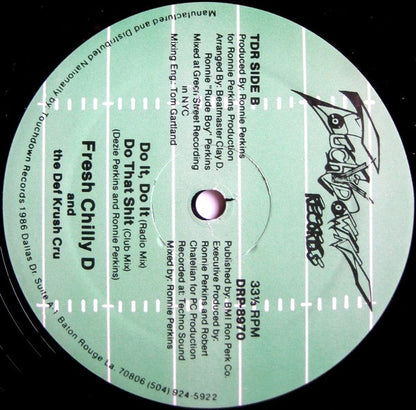 TOUCHDOWN
RECORDS
TDR SIDE B
Produced By: Ronnie Perkins
for Ronnie Perkins Production
Arranged By: Beatmaster Clay D.
Ronnie "Rude Boy" Perkins
Mixed at Greci Street Recording
in NYC
Mixing Eng.: Tom Gartland
33⅓ RPM
DRP-8970
Published by: BMI Ron Perk Co.
Executive Produced by:
Ronnie Perkins and Robert
Chatelian for PC Production
Recorded at: Techno Sound
Mixed by: Ronnie Perkins
Do It, Do It (Radio Mix)
Do That Shit (Club Mix)
(Dezie Perkins and Ronnie Perkins)
Fresh Chilly D
and
the Def Krush Cru
Manufactured and Distributed Nationally by Touchdown Records 1986 Dallas Dr. Suite A1, Baton Rouge La. 70806 (504) 924-5922